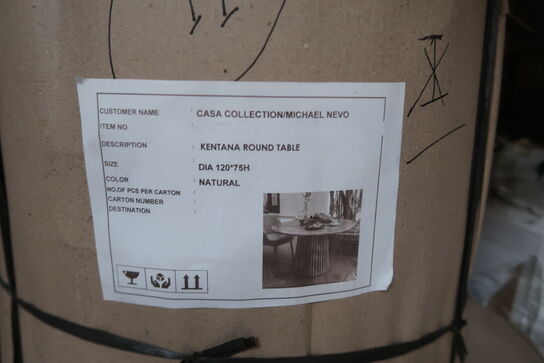 CUSTOMER NAME : CASA COLLECTION/MICHAEL NEVO
ITEM NO :
DESCRIPTION : KENTANA ROUND TABLE
SIZE : DIA 120*75H
COLOR : NATURAL
NO.OF PCS PER CARTON :
CARTON NUMBER :
DESTINATION :